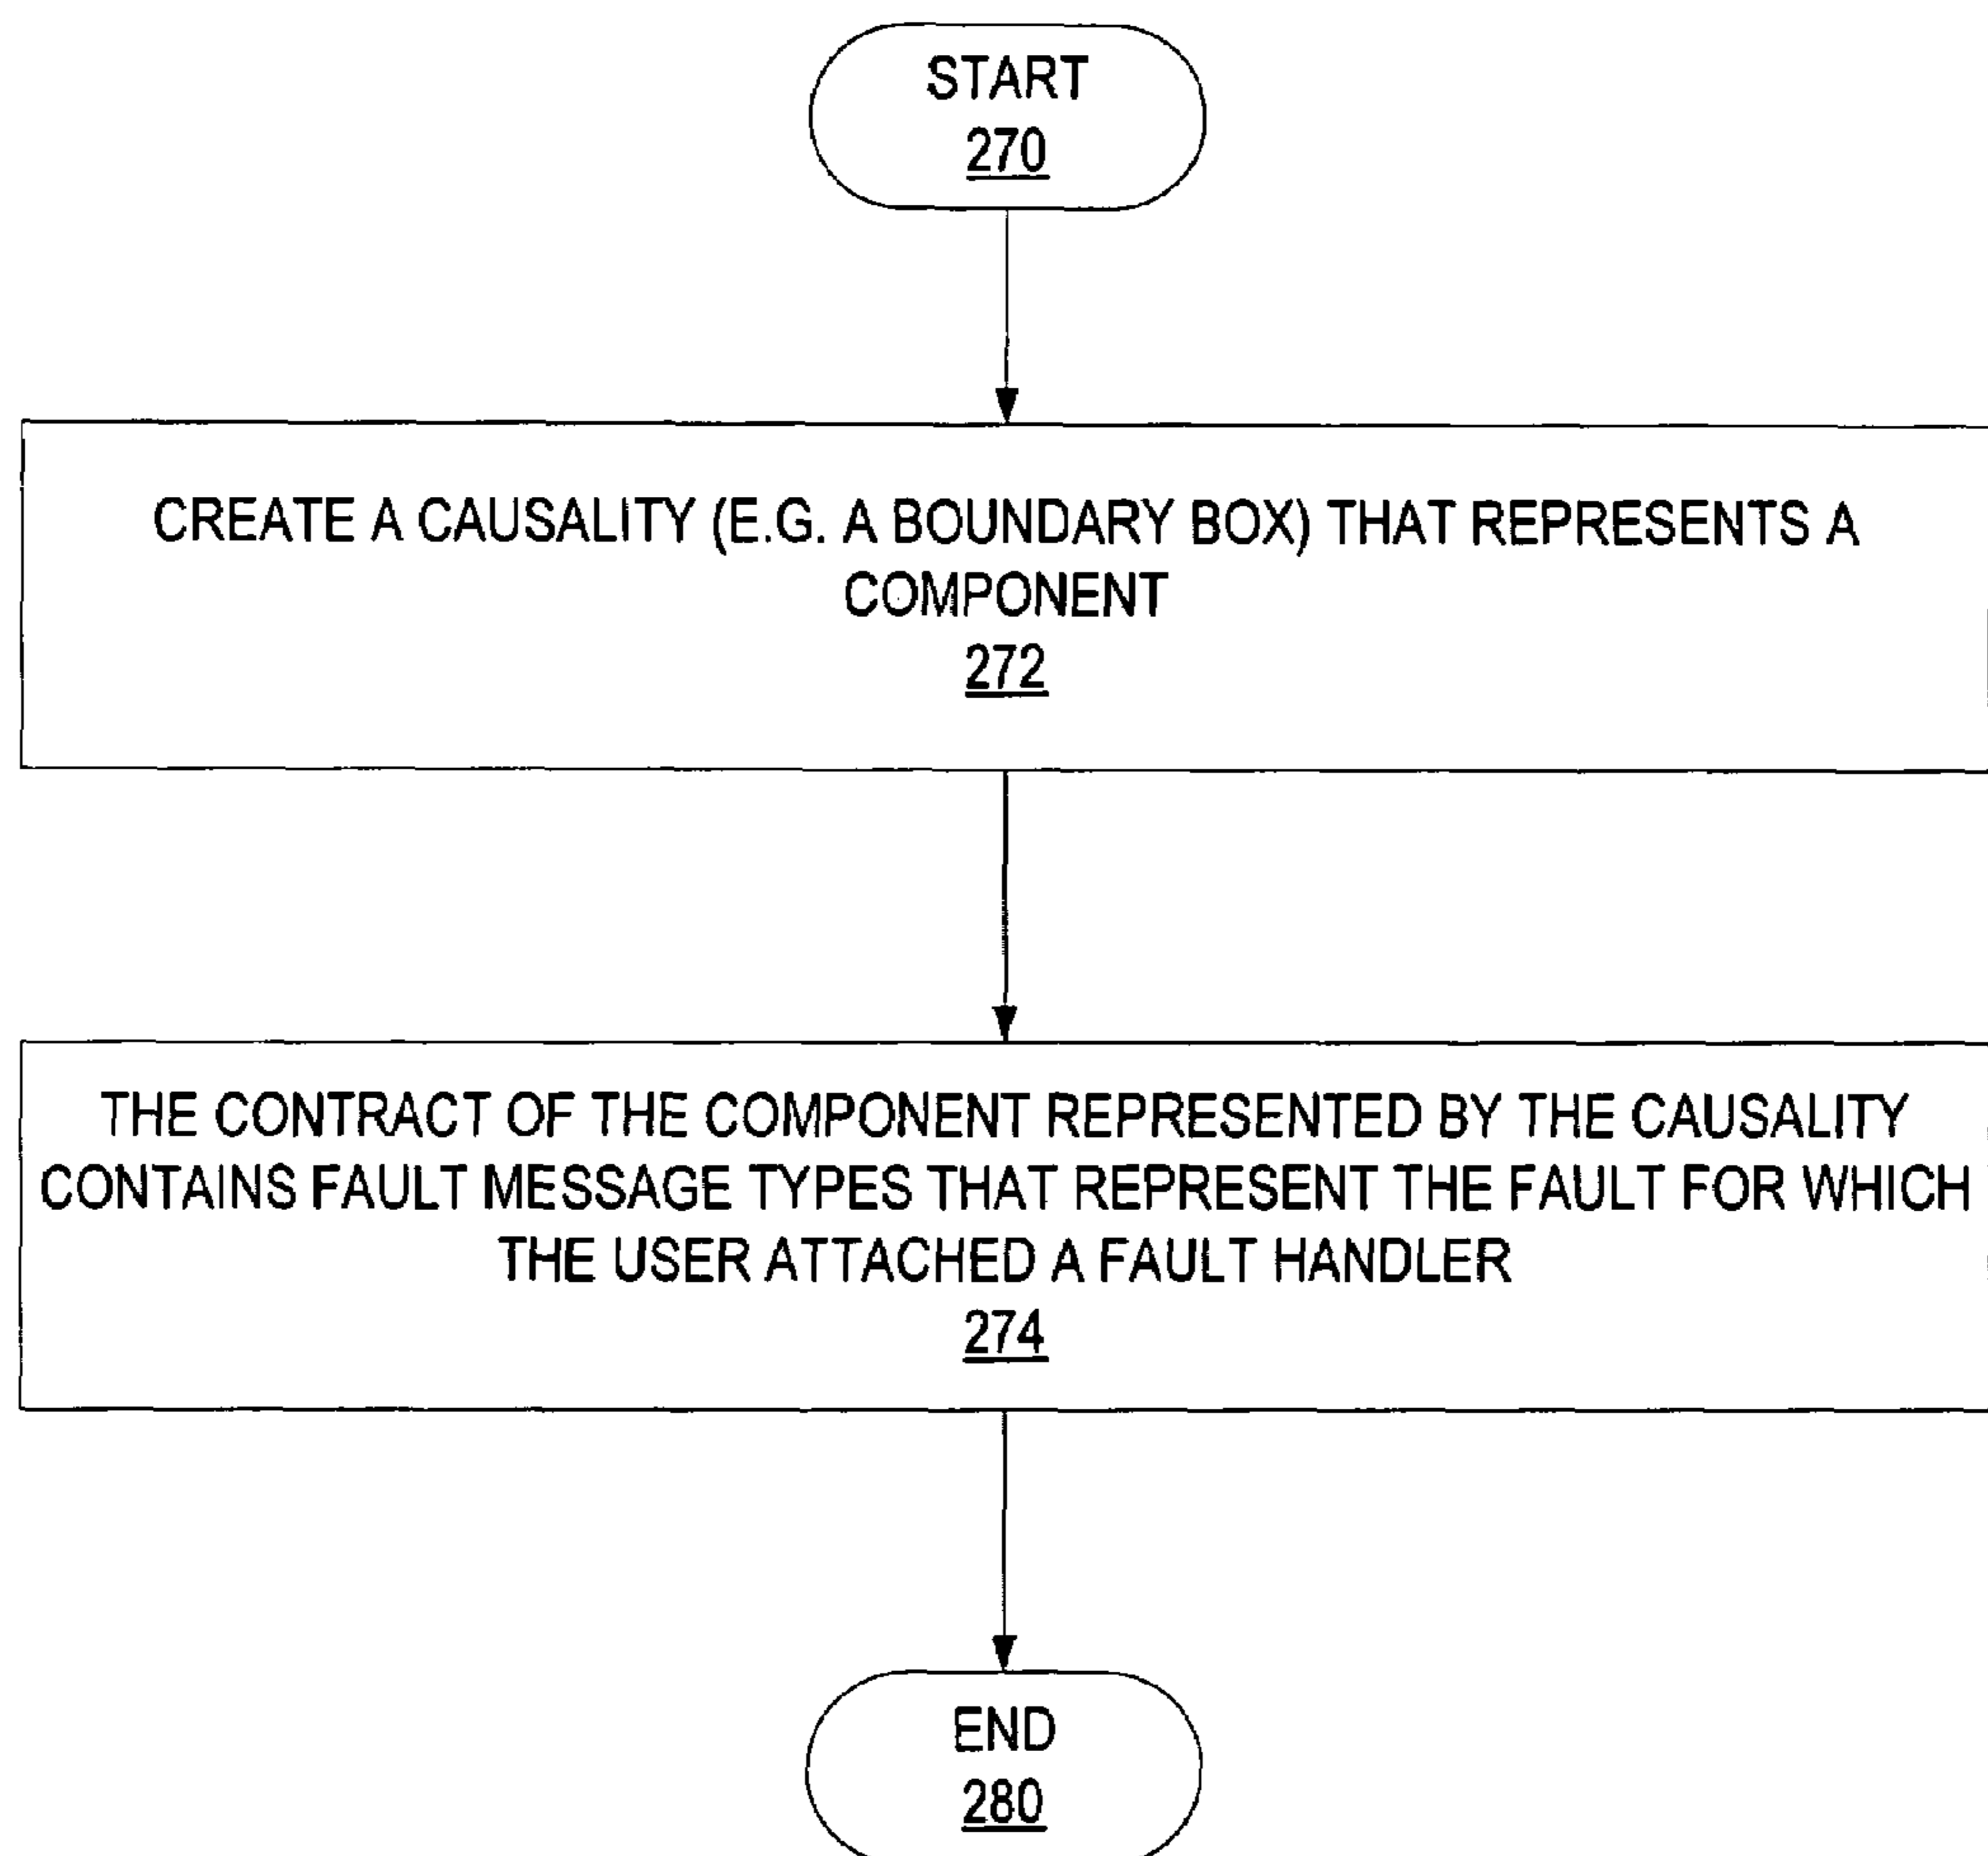 START
270
CREATE A CAUSALITY (E.G. A BOUNDARY BOX) THAT REPRESENTS A
COMPONENT
272
THE CONTRACT OF THE COMPONENT REPRESENTED BY THE CAUSALITY
CONTAINS FAULT MESSAGE TYPES THAT REPRESENT THE FAULT FOR WHICH
THE USER ATTACHED A FAULT HANDLER
274
END
280